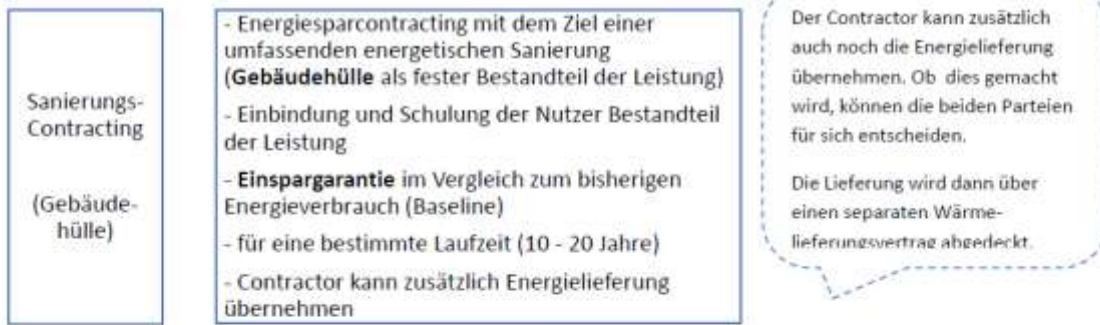 Sanierungs-
Contracting
(Gebäude-
hülle)
- Energiesparcontracting mit dem Ziel einer
umfassenden energetischen Sanierung
(Gebäudehülle als fester Bestandteil der Leistung)
- Einbindung und Schulung der Nutzer Bestandteil
der Leistung
- Einspargarantie im Vergleich zum bisherigen
Energieverbrauch (Baseline)
- für eine bestimmte Laufzeit (10 - 20 Jahre)
- Contractor kann zusätzlich Energielieferung
übernehmen
Der Contractor kann zusätzlich
auch noch die Energielieferung
übernehmen. Ob dies gemacht
wird, können die beiden Parteien
für sich entscheiden.
Die Lieferung wird dann über
einen separaten Wärme-
lieferungsvertrag abgedeckt.